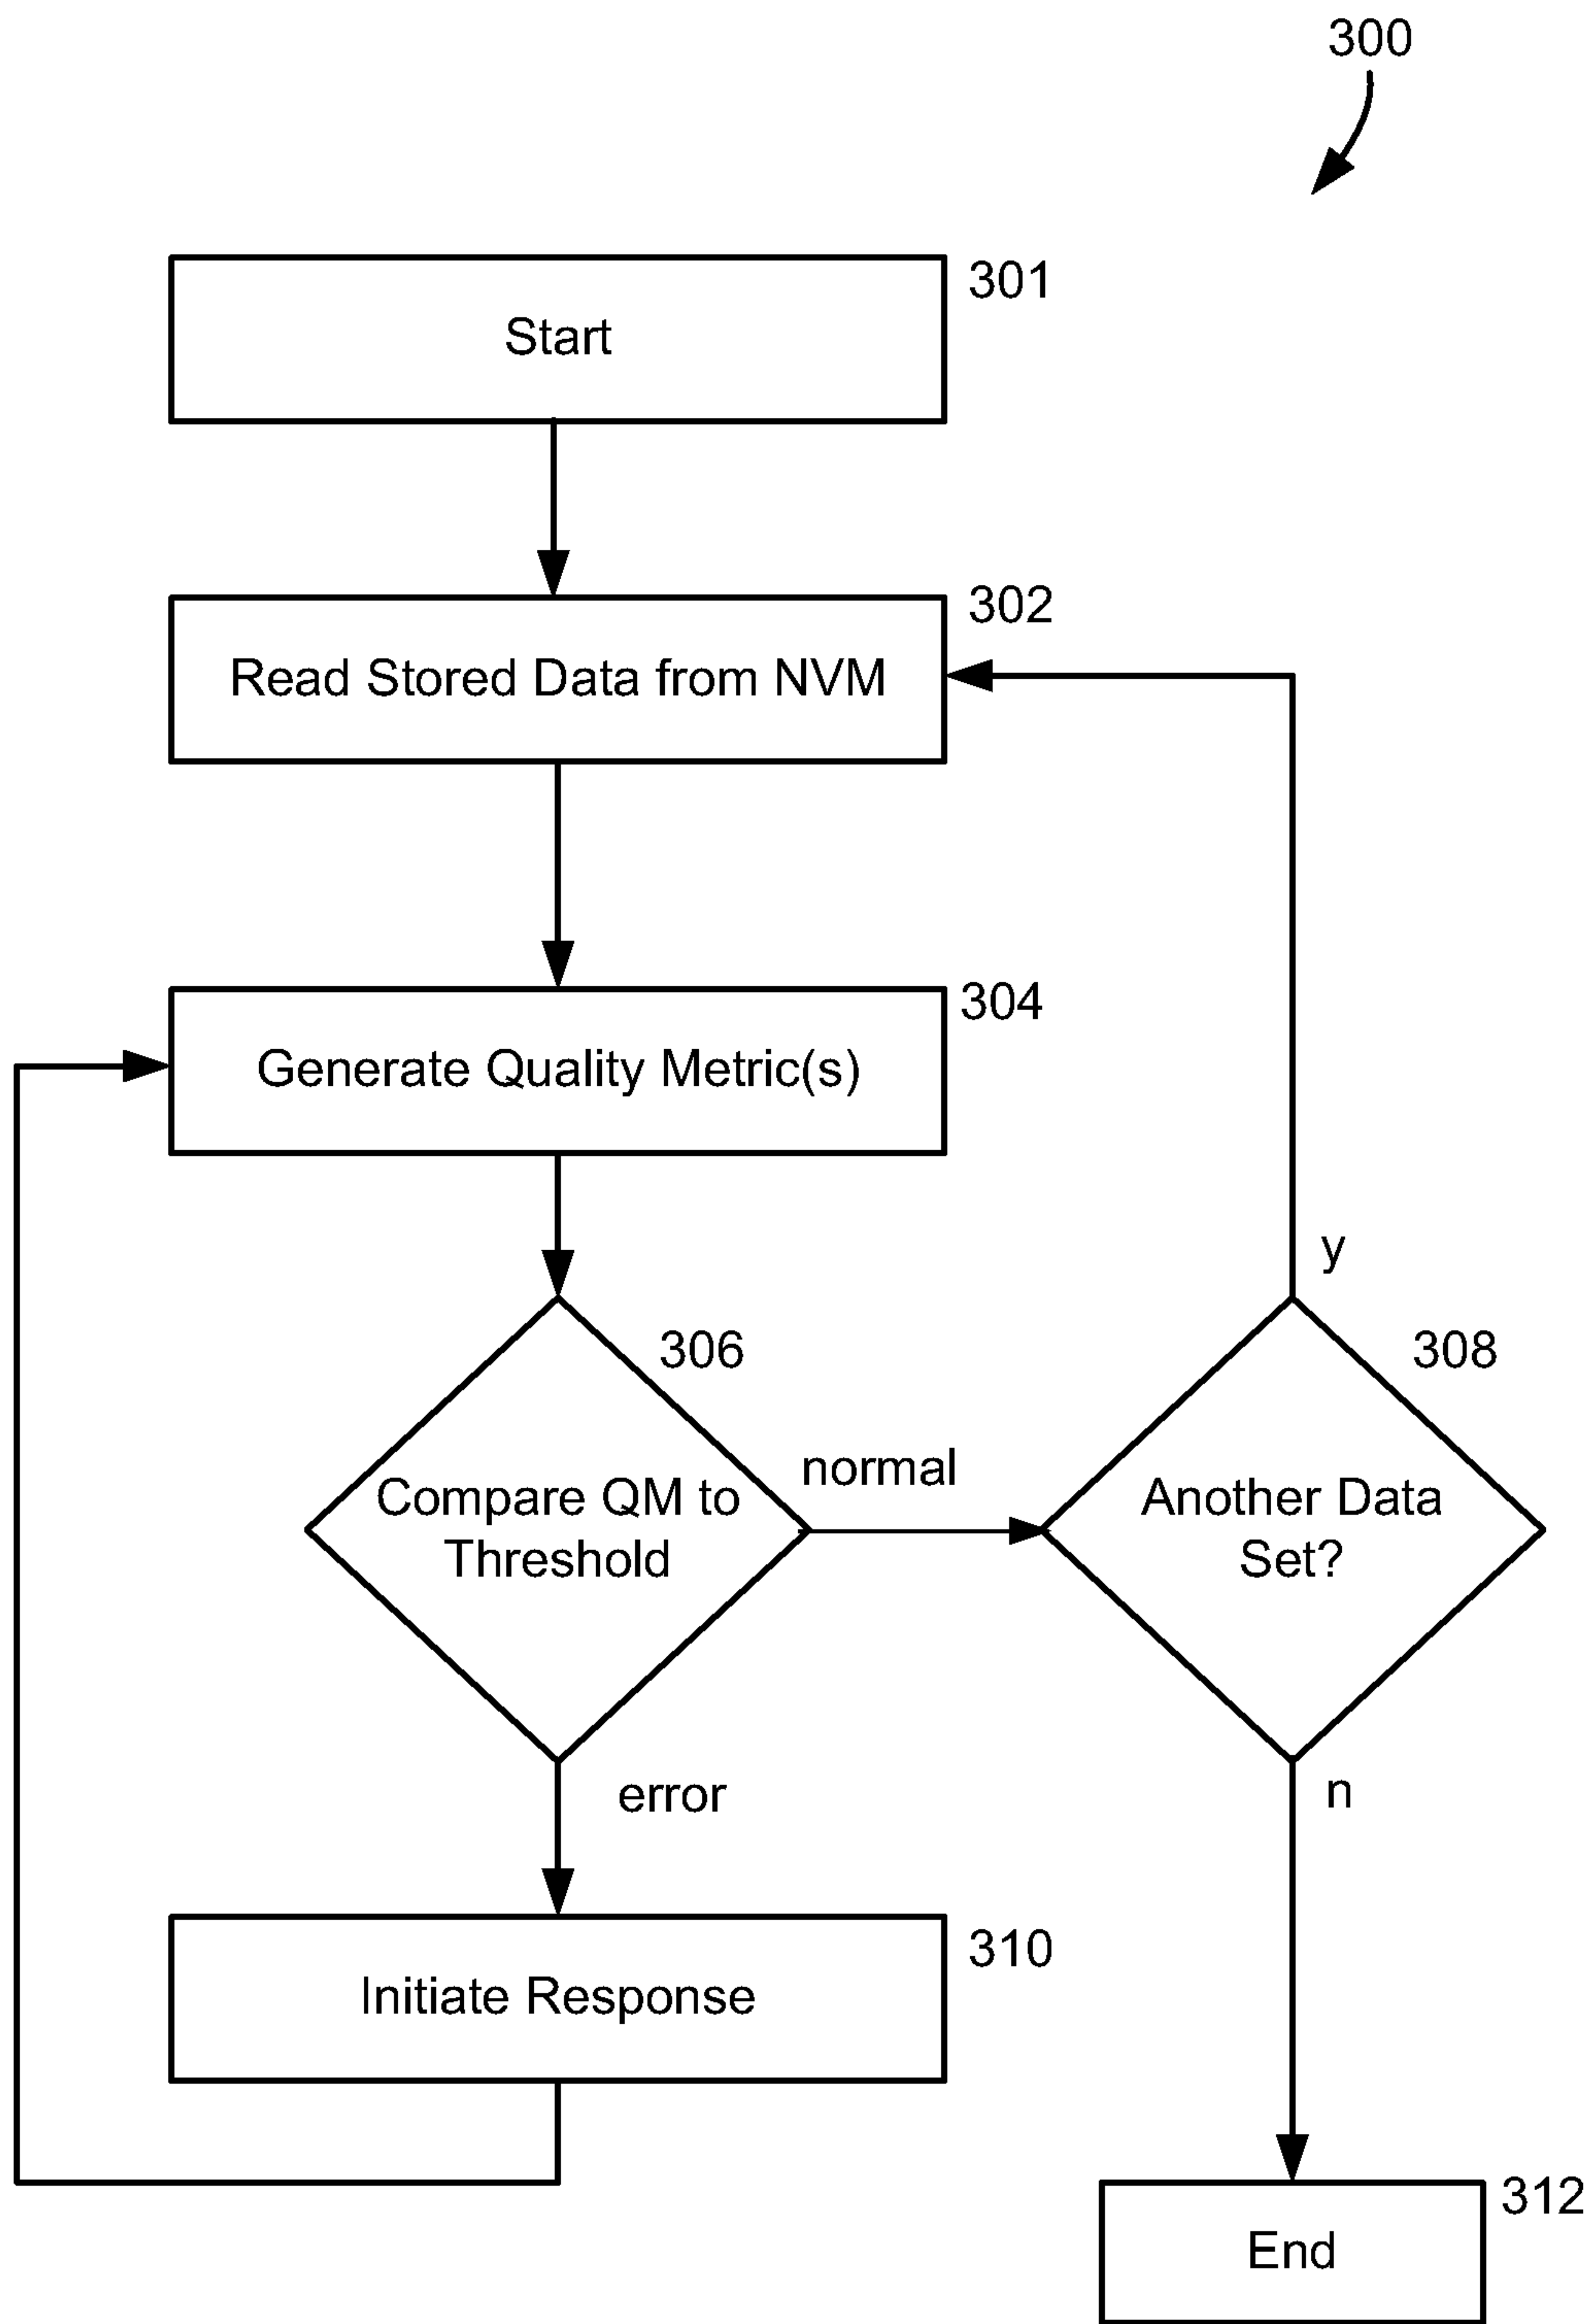 300
301
Start
302
Read Stored Data from NVM
304
Generate Quality Metric(s)
306
Compare QM to
Threshold
normal
308
Another Data
Set?
y
n
error
310
Initiate Response
312
End